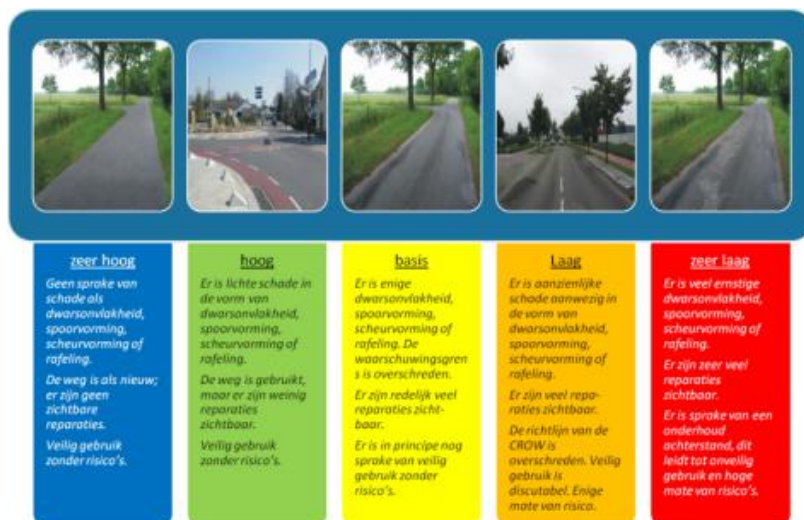 zeer hoog
Geen sprake van
schade als
dwarsonvlakheid,
spoorvorming,
scheurvorming of
rafeling.
De weg is als nieuw;
er zijn geen
zichtbare
reparaties.
Veilig gebruik
zonder risico's.
hoog
Er is lichte schade in
de vorm van
dwarsonvlakheid,
spoorvorming,
scheurvorming of
rafeling.
De weg is gebruikt,
maar er zijn weinig
reparaties
zichtbaar.
Veilig gebruik
zonder risico's.
basis
Er is enige
dwarsonvlakheid,
spoorvorming,
scheurvorming of
rafeling. De
waarschuwingsgren
s is overschreden.
Er zijn redelijk veel
reparaties zicht-
baar.
Er is in principe nog
sprake van veilig
gebruik zonder
risico's.
Laag
Er is aanzienlijke
schade aanwezig in
de vorm van
dwarsonvlakheid,
spoorvorming,
scheurvorming of
rafeling.
Er zijn veel repa-
raties zichtbaar.
De richtlijn van de
CROW is
overschreden. Veilig
gebruik is
discutabel. Enige
mate van risico.
zeer laag
Er is veel ernstige
dwarsonvlakheid,
spoorvorming,
scheurvorming of
rafeling.
Er zijn zeer veel
reparaties
zichtbaar.
Er is sprake van een
onderhoud
achterstand, dit
leidt tot onveilig
gebruik en hoge
mate van risico's.